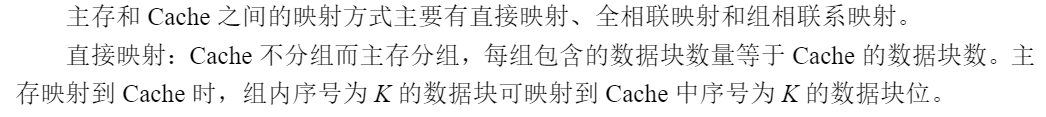 主存和 Cache 之间的映射方式主要有直接映射、全相联映射和组相联系映射。
直接映射：Cache 不分组而主存分组，每组包含的数据块数量等于 Cache 的数据块数。主
存映射到 Cache 时，组内序号为 K 的数据块可映射到 Cache 中序号为 K 的数据块位。